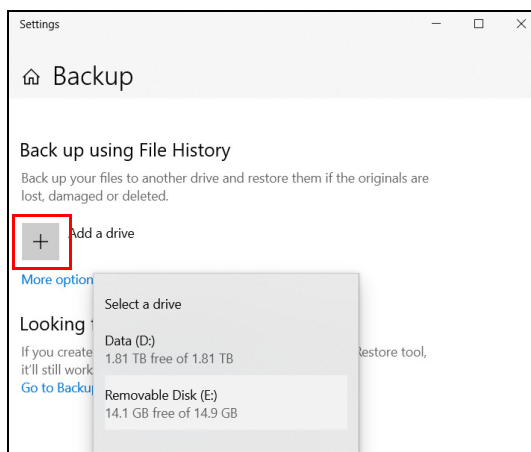 Settings
Backup
Back up using File History
Back up your files to another drive and restore them if the originals are
lost, damaged or deleted.
Add a drive
More option
Select a drive
Looking
Data (D:)
If you create
1.81 TB free of 1.81 TB
Restore tool,
it'll still work
Go to Backu
Removable Disk (E:)
14.1 GB free of 14.9 GB